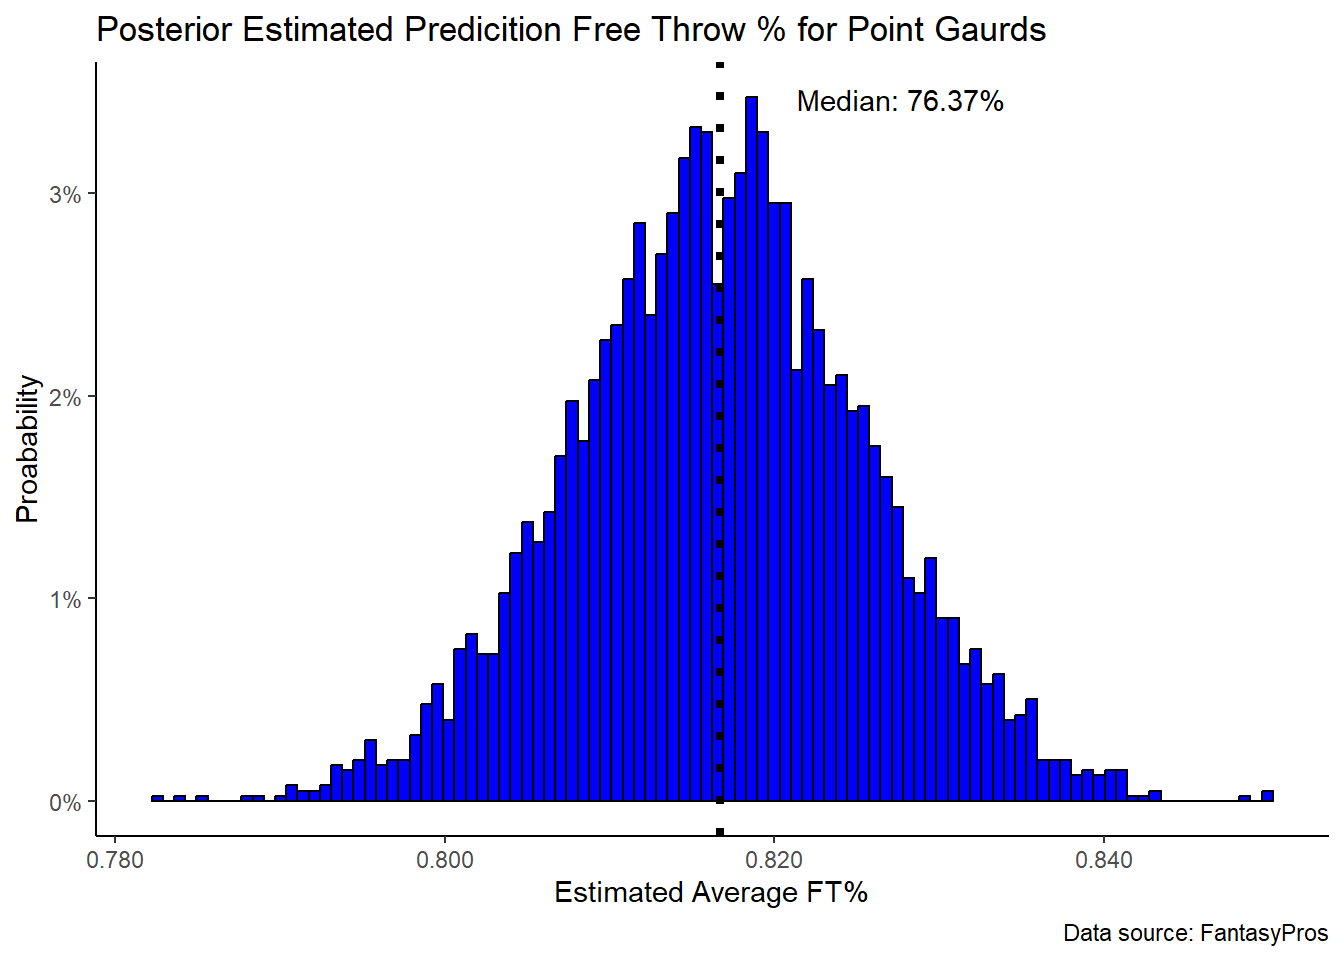 Posterior Estimated Predicition Free Throw % for Point Gaurds
Median: 76.37%
3%
2%
1%
0%
Proabability
0.780 0.800 0.820 0.840
Estimated Average FT%
Data source: FantasyPros